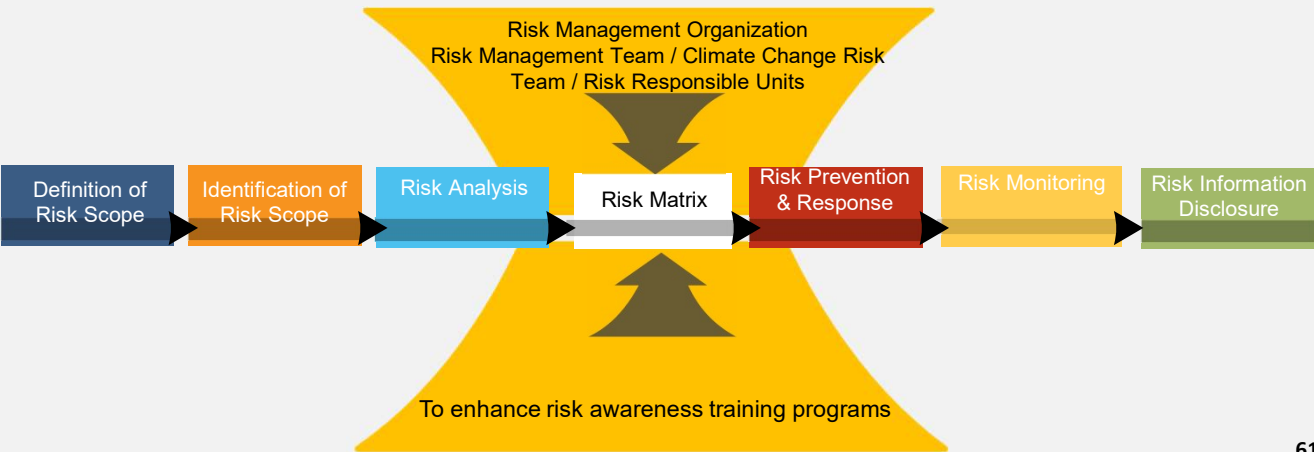 Risk Management Organization
Risk Management Team / Climate Change Risk
Team / Risk Responsible Units
Definition of
Risk Scope
Identification of
Risk Scope
Risk Analysis
Risk Matrix
Risk Prevention
& Response
Risk Monitoring
Risk Information
Disclosure
To enhance risk awareness training programs
61